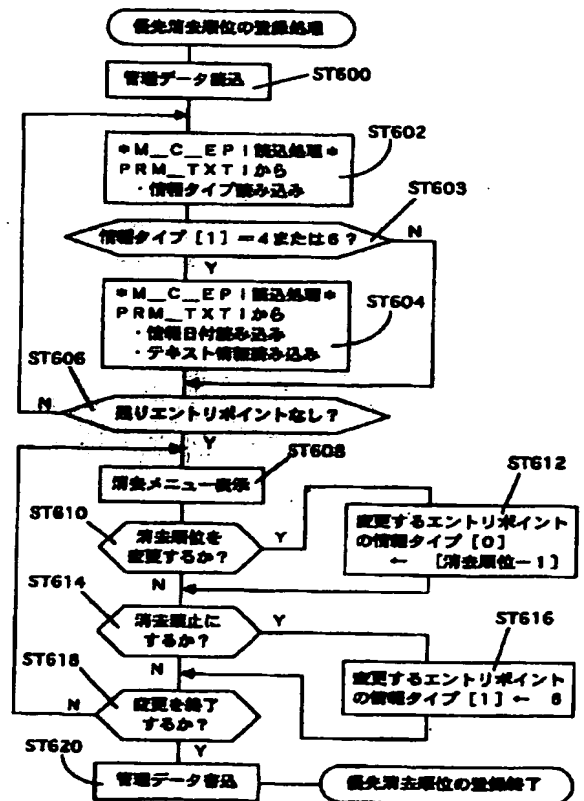 優先消去順位の登録処理
ST600
管理データ読込
ST602
*M_C_EPI読込処理*
PRM_TXTIから
・情報タイプ読み込み
ST603
情報タイプ[1]=4または6?
N
Y
ST604
*M_C_EPI読込処理*
PRM_TXTIから
・情報日付読み込み
・テキスト情報読み込み
ST606
残りエントリポイントなし?
N
Y
ST608
消去メニュー表示
ST610
消去順位を
変更するか?
Y
N
ST612
変更するエントリポイント
の情報タイプ[0]
← [消去順位-1]
ST614
消去禁止に
するか?
Y
N
ST616
変更するエントリポイント
の情報タイプ[1]←
ST618
変更を終了
するか?
N
Y
ST620
管理データ書込
優先消去順位の登録終了